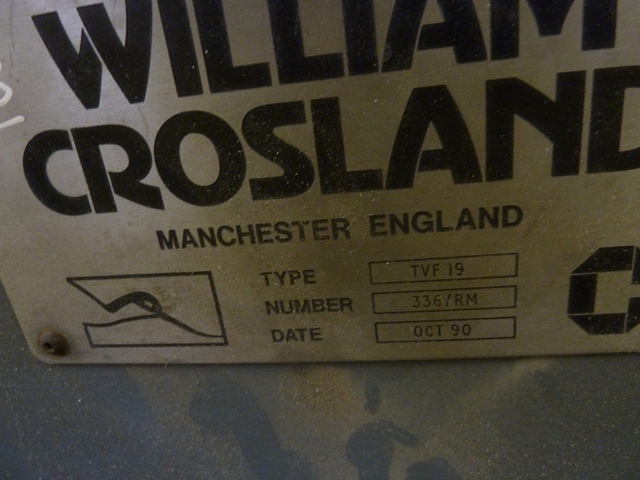 WILLIAM
CROSLAND
MANCHESTER ENGLAND
TYPE TVF 19
NUMBER 336/RM
DATE OCT 90